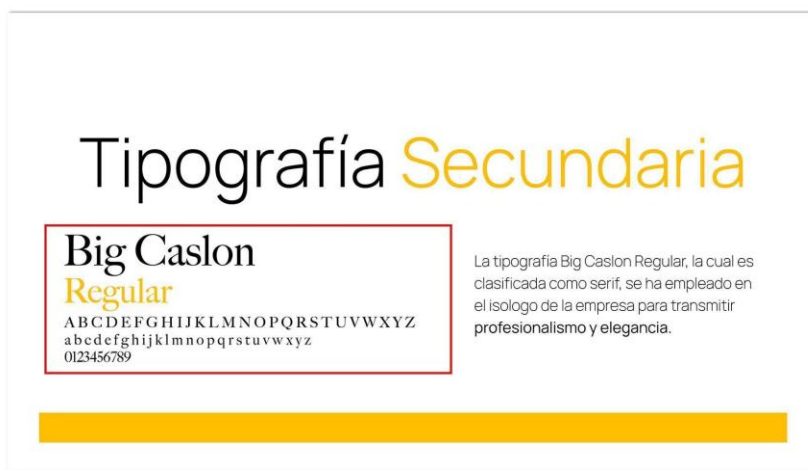 Tipografía Secundaria
Big Caslon
Regular
ABCDEFGHIJKLMNOPQRSTUVWXYZ
abcdefghijklmnopqrstuvwxyz
0123456789
La tipografía Big Caslon Regular, la cual es
clasificada como serif, se ha empleado en
el isologo de la empresa para transmitir
profesionalismo y elegancia.